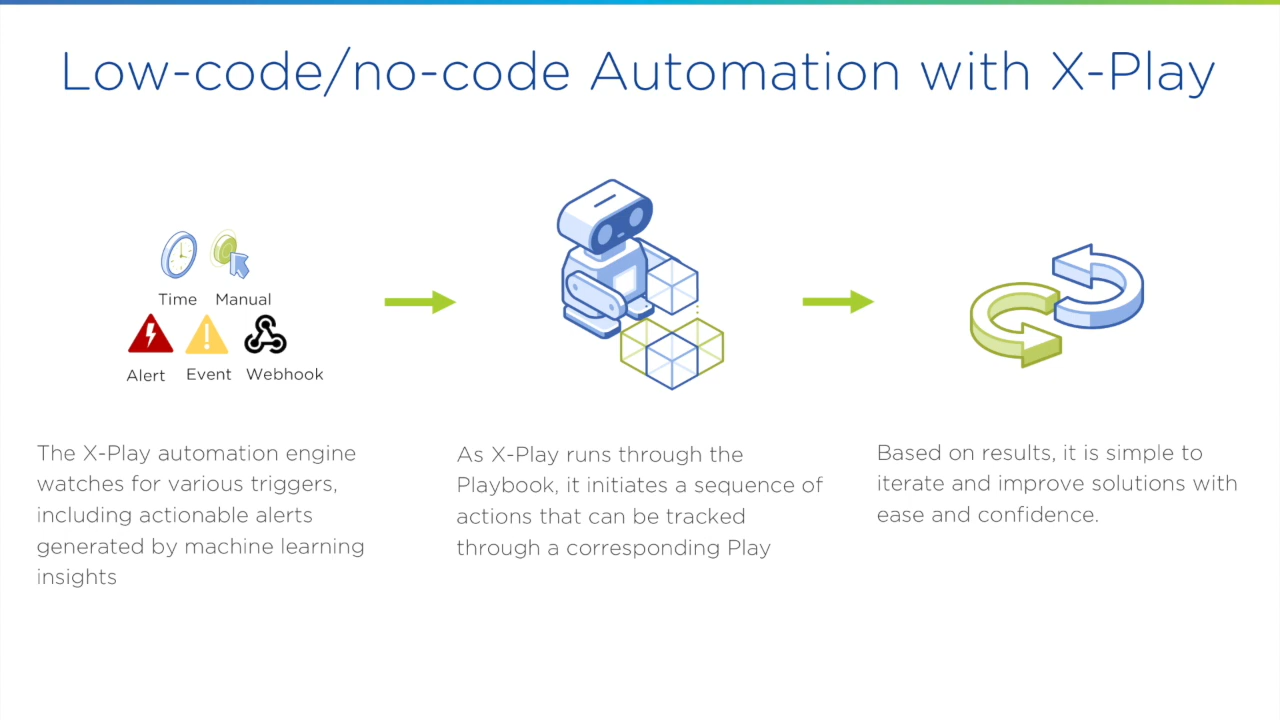 Low-code/no-code Automation with X-Play
Time Manual
Alert Event Webhook
The X-Play automation engine
watches for various triggers,
including actionable alerts
generated by machine learning
insights
As X-Play runs through the
Playbook, it initiates a sequence of
actions that can be tracked
through a corresponding Play
Based on results, it is simple to
iterate and improve solutions with
ease and confidence.